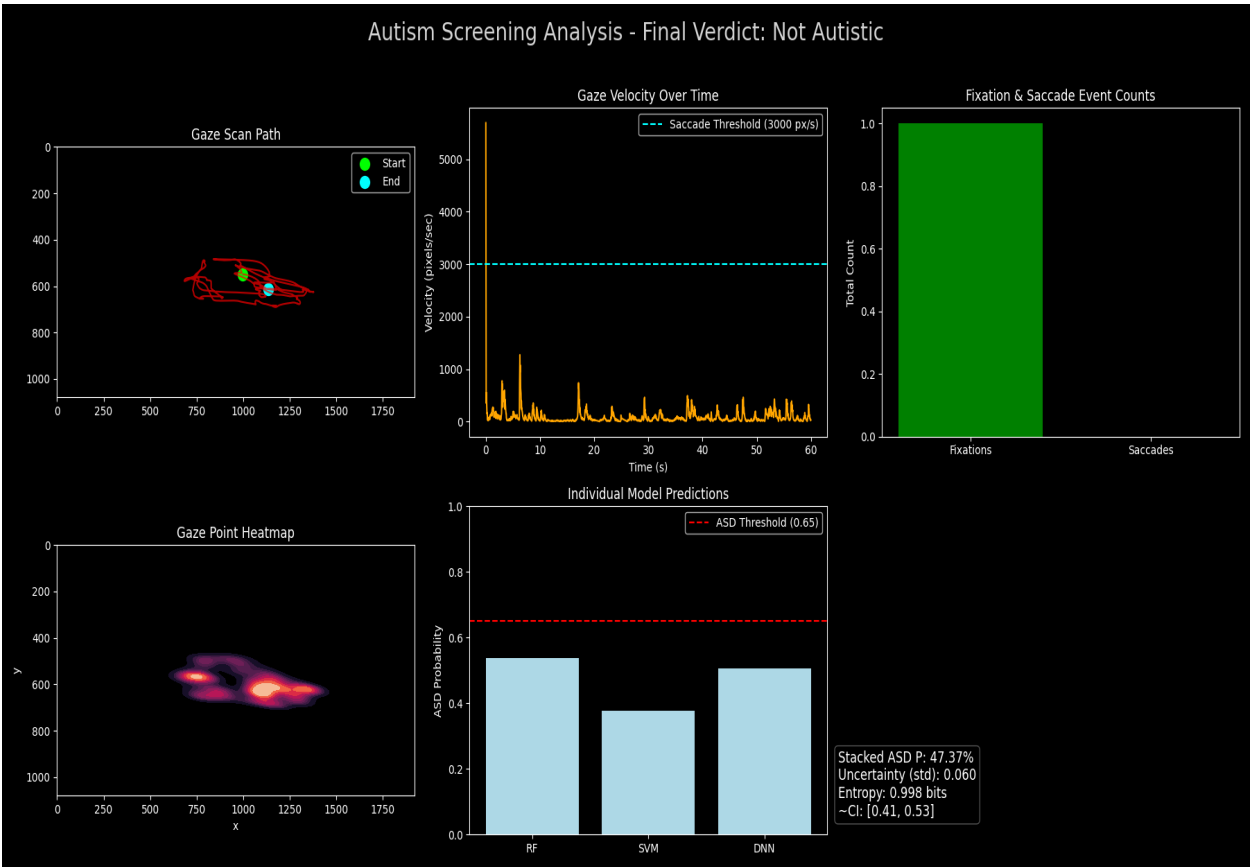 Autism Screening Analysis - Final Verdict: Not Autistic
Gaze Scan Path
Start
End
0
200
400
600
800
1000
0 250 500 750 1000 1250 1500 1750
Gaze Velocity Over Time
Saccade Threshold (3000 px/s)
Velocity (pixels/sec)
5000
4000
3000
2000
1000
0
0 10 20 30 40 50 60
Time (s)
Fixation & Saccade Event Counts
Total Count
1.0
0.8
0.6
0.4
0.2
0.0
Fixations Saccades
Gaze Point Heatmap
y
0
200
400
600
800
1000
0 250 500 750 1000 1250 1500 1750
x
Individual Model Predictions
ASD Threshold (0.65)
ASD Probability
1.0
0.8
0.6
0.4
0.2
0.0
RF SVM DNN
Stacked ASD P: 47.37%
Uncertainty (std): 0.060
Entropy: 0.998 bits
~CI: [0.41, 0.53]